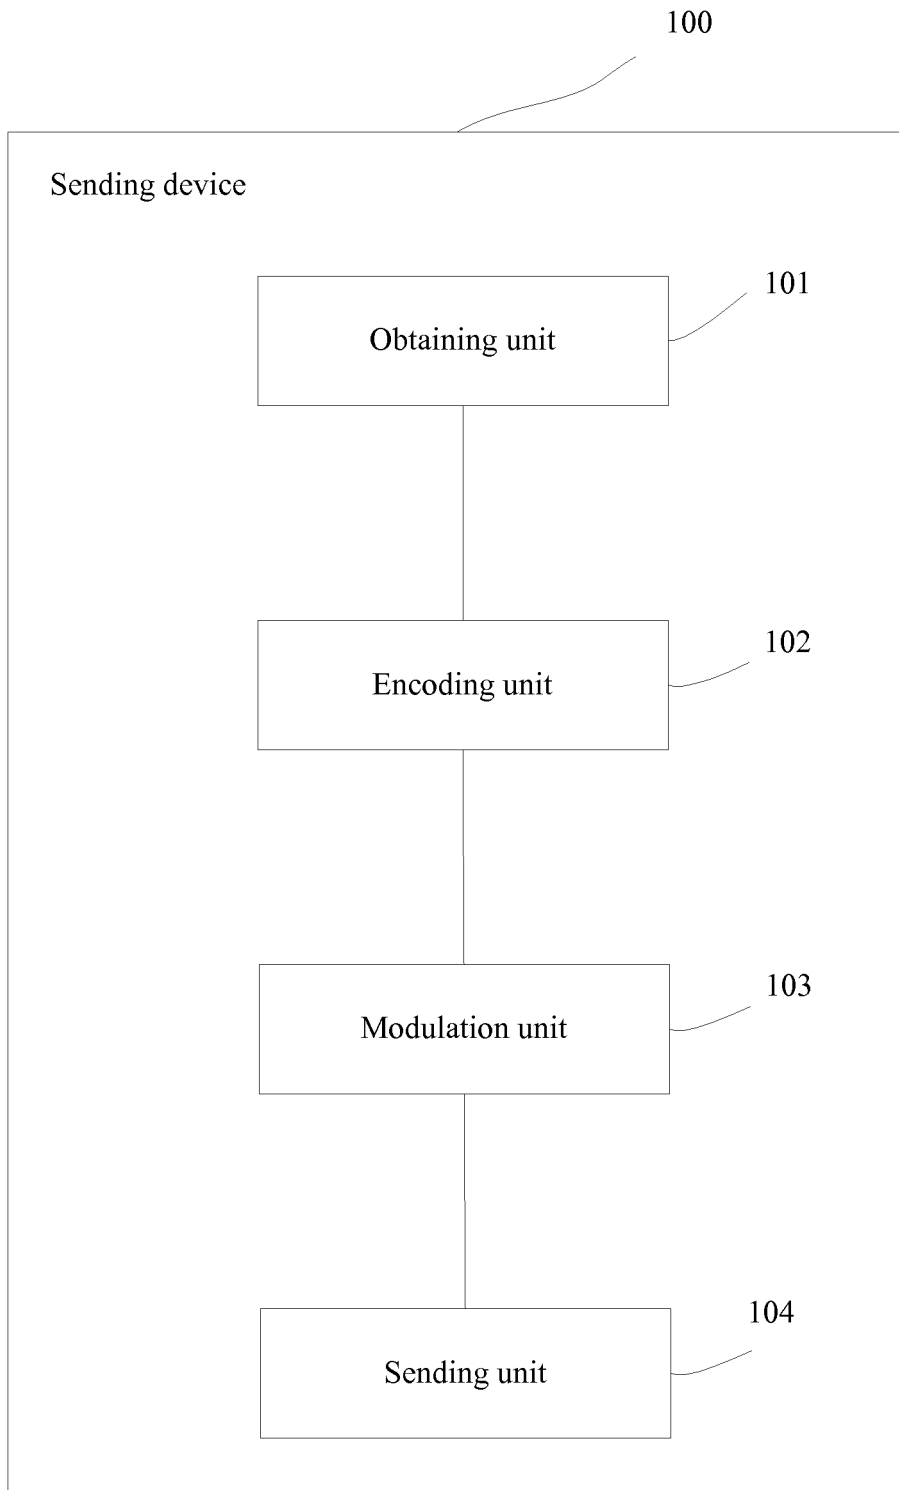 100
Sending device
101
Obtaining unit
102
Encoding unit
103
Modulation unit
104
Sending unit